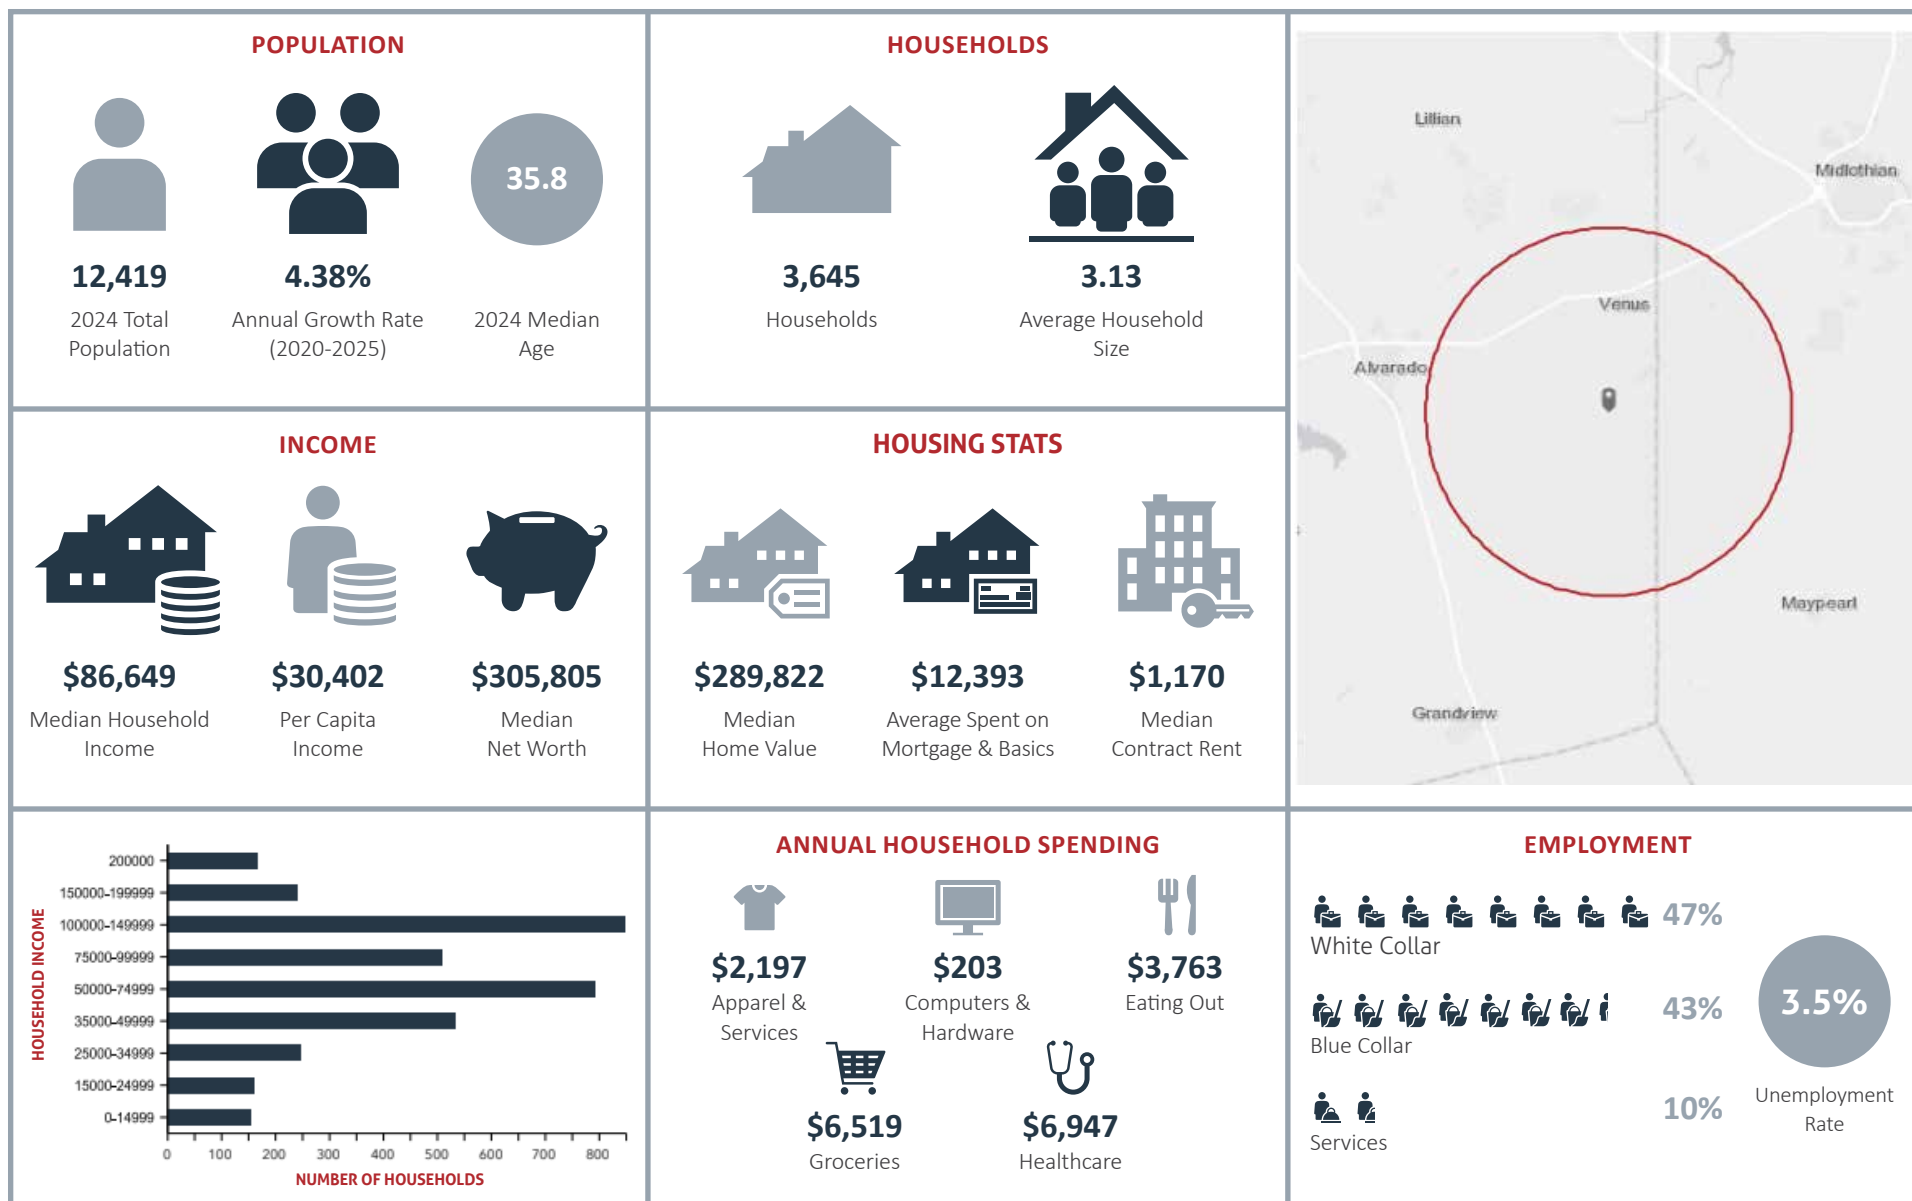 POPULATION
35.8
12,419
4.38%
2024 Total
Population
Annual Growth Rate
(2020-2025)
2024 Median
Age
HOUSEHOLDS
3,645
Households
3.13
Average Household
Size
Lillian
Midlothian
Venus
Alvarado
Maypearl
Grandview
INCOME
$86,649
Median Household
Income
$30,402
Per Capita
Income
$305,805
Median
Net Worth
HOUSING STATS
$289,822
Median
Home Value
$12,393
Average Spent on
Mortgage & Basics
$1,170
Median
Contract Rent
HOUSEHOLD INCOME
200000
150000-199999
100000-149999
75000-99999
50000-74999
35000-49999
25000-34999
15000-24999
0-14999
0 100 200 300 400 500 600 700 800
NUMBER OF HOUSEHOLDS
ANNUAL HOUSEHOLD SPENDING
$2,197
Apparel &
Services
$203
Computers &
Hardware
$3,763
Eating Out
$6,519
Groceries
$6,947
Healthcare
EMPLOYMENT
47%
White Collar
43%
Blue Collar
10%
Services
3.5%
Unemployment
Rate